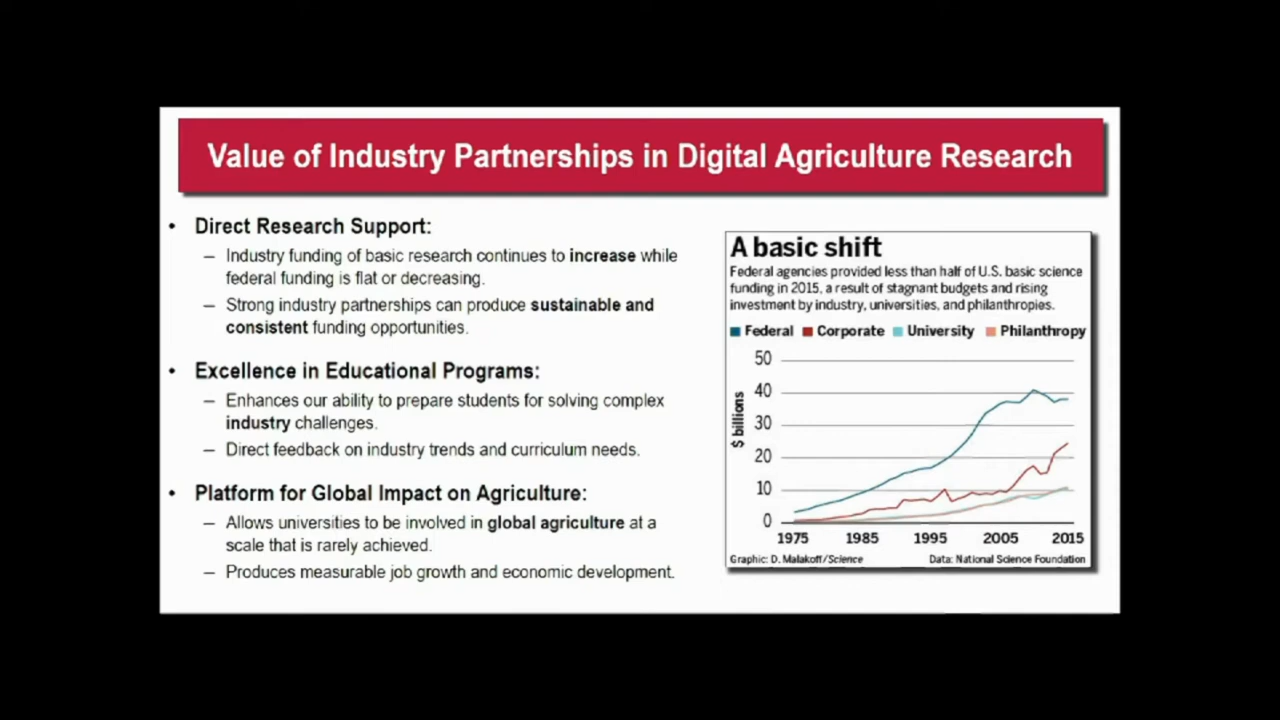 Value of Industry Partnerships in Digital Agriculture Research
• Direct Research Support:
– Industry funding of basic research continues to increase while
federal funding is flat or decreasing.
– Strong industry partnerships can produce sustainable and
consistent funding opportunities.
• Excellence in Educational Programs:
– Enhances our ability to prepare students for solving complex
industry challenges.
– Direct feedback on industry trends and curriculum needs.
• Platform for Global Impact on Agriculture:
– Allows universities to be involved in global agriculture at a
scale that is rarely achieved.
– Produces measurable job growth and economic development.
A basic shift
Federal agencies provided less than half of U.S. basic science
funding in 2015, a result of stagnant budgets and rising
investment by industry, universities, and philanthropies.
Federal Corporate University Philanthropy
$ billions
50
40
30
20
10
0
1975 1985 1995 2005 2015
Graphic: D. Malakoff/Science Data: National Science Foundation